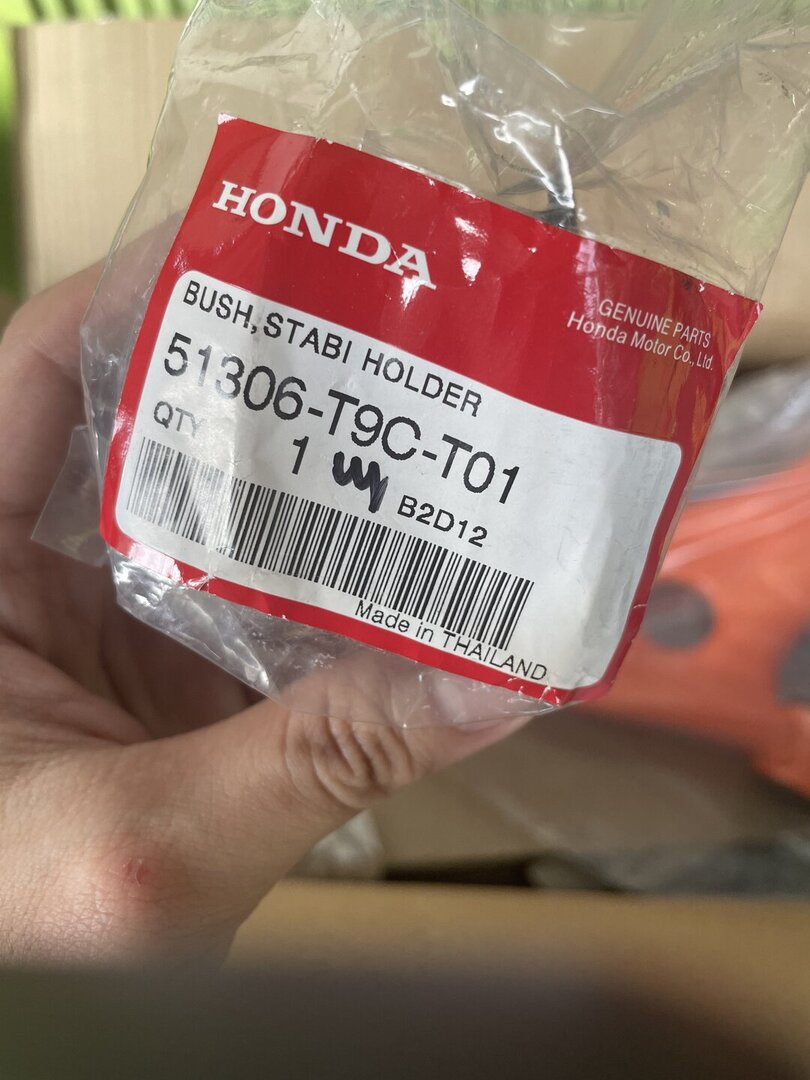 HONDA
GENUINE PARTS
Honda Motor Co., Ltd.
BUSH, STABI HOLDER
51306-T9C-T01
QTY 1 B2D12
Made in THAILAND